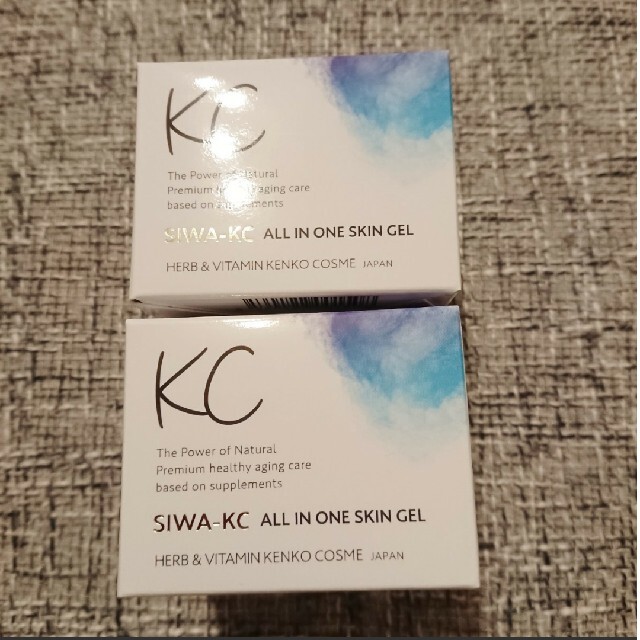 KC
The Power of Natural
Premium healthy aging care
based on supplements
SIWA-KC ALL IN ONE SKIN GEL
HERB & VITAMIN KENKO COSME JAPAN
KC
The Power of Natural
Premium healthy aging care
based on supplements
SIWA-KC ALL IN ONE SKIN GEL
HERB & VITAMIN KENKO COSME JAPAN